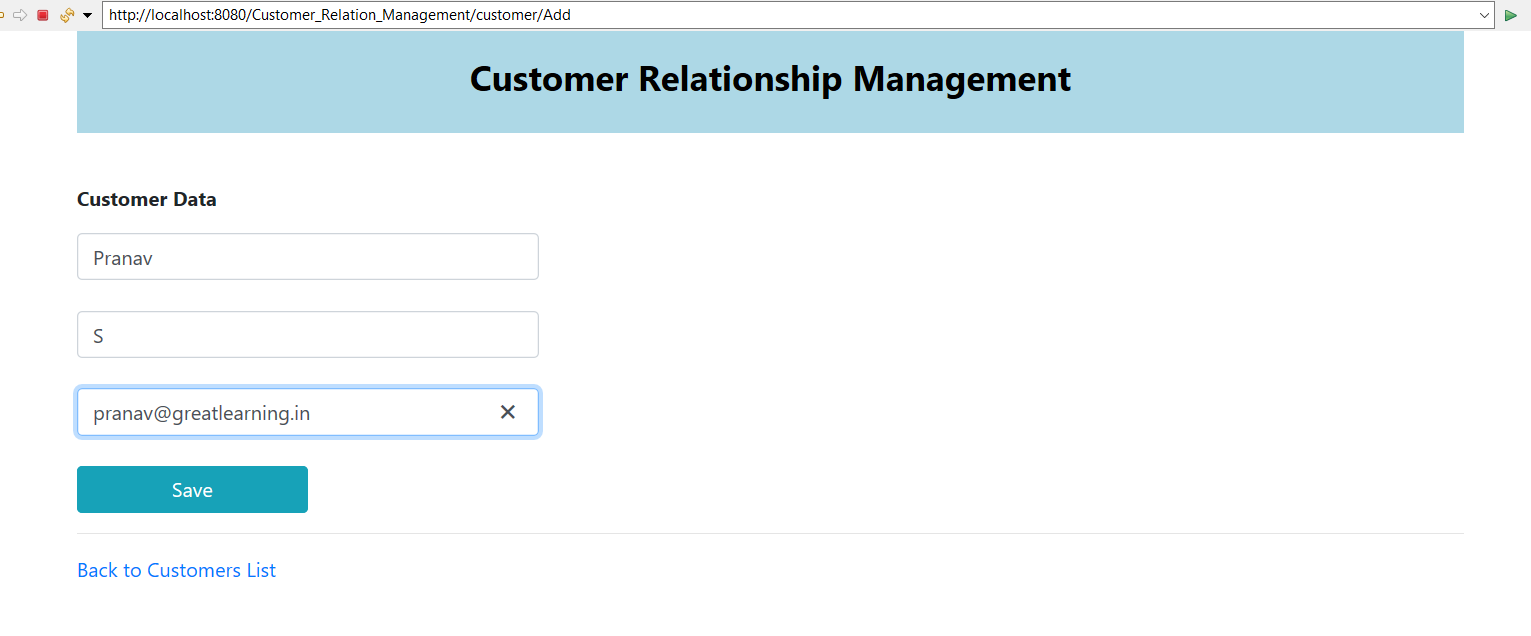 http://localhost:8080/Customer_Relation_Management/customer/Add
Customer Relationship Management
Customer Data
Pranav
S
pranav@greatlearning.in
Save
Back to Customers List